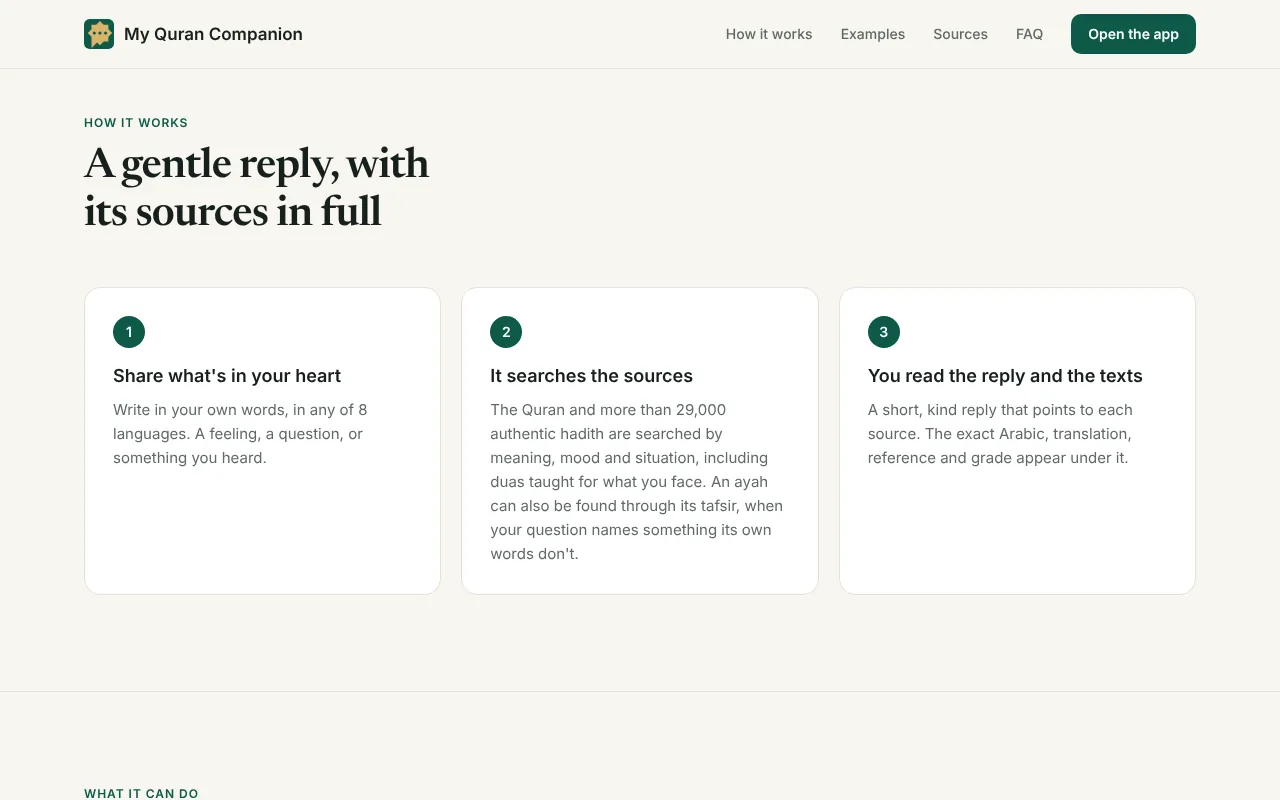 My Quran Companion
How it works
Examples
Sources
FAQ
Open the app
HOW IT WORKS
A gentle reply, with
its sources in full
1
Share what's in your heart
Write in your own words, in any of 8
languages. A feeling, a question, or
something you heard.
2
It searches the sources
The Quran and more than 29,000
authentic hadith are searched by
meaning, mood and situation, including
duas taught for what you face. An ayah
can also be found through its tafsir, when
your question names something its own
words don't.
3
You read the reply and the texts
A short, kind reply that points to each
source. The exact Arabic, translation,
reference and grade appear under it.
WHAT IT CAN DO